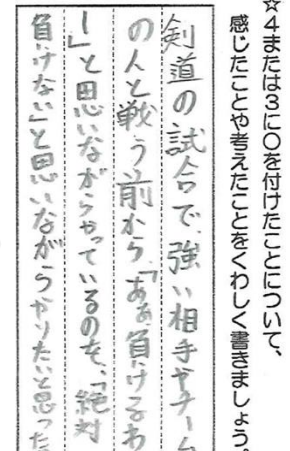 ☆４または３に○を付けたことについて、
感じたことや考えたことをくわしく書きましょう。
剣道の試合で、強い相手やチーム
の人と戦う前から、「あぁ、負けるわ
ー」と思いながらやっているのを、「絶対
負けない」と思いながらやりたいと思った